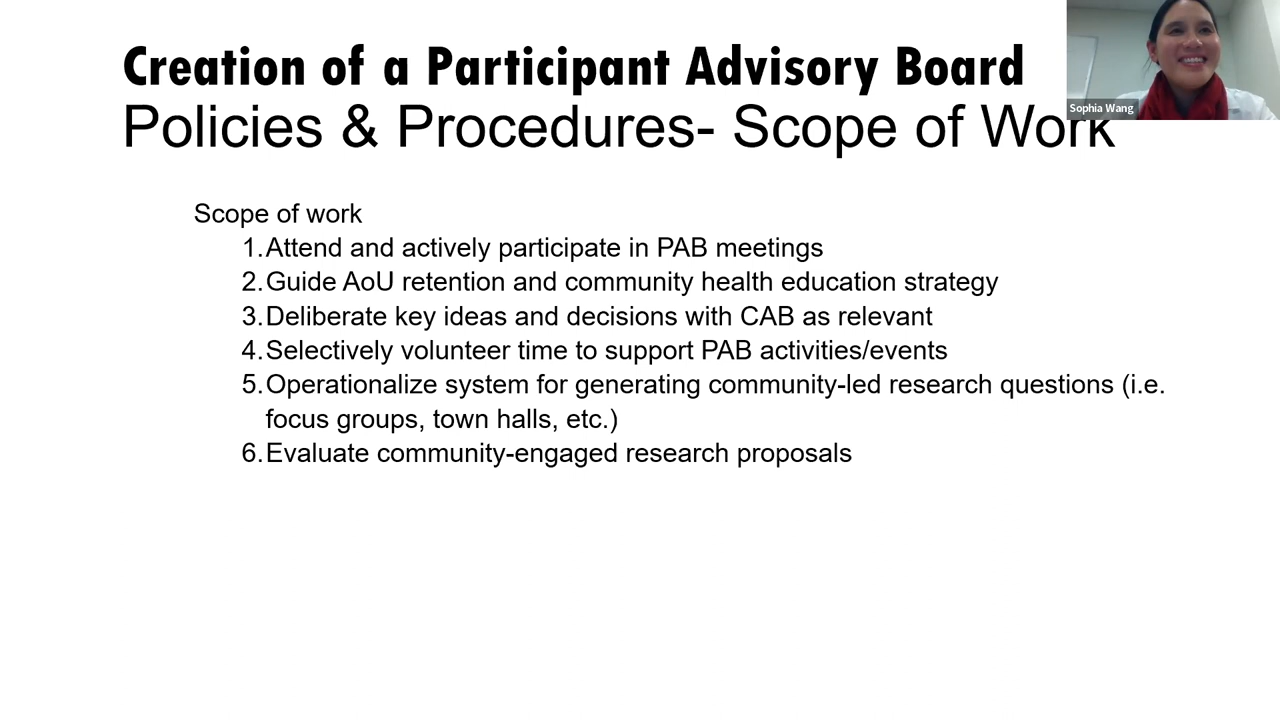 Creation of a Participant Advisory Board
Policies & Procedures- Scope of Work
Sophia Wang
Scope of work
1.Attend and actively participate in PAB meetings
2.Guide AoU retention and community health education strategy
3.Deliberate key ideas and decisions with CAB as relevant
4.Selectively volunteer time to support PAB activities/events
5.Operationalize system for generating community-led research questions (i.e.
focus groups, town halls, etc.)
6.Evaluate community-engaged research proposals